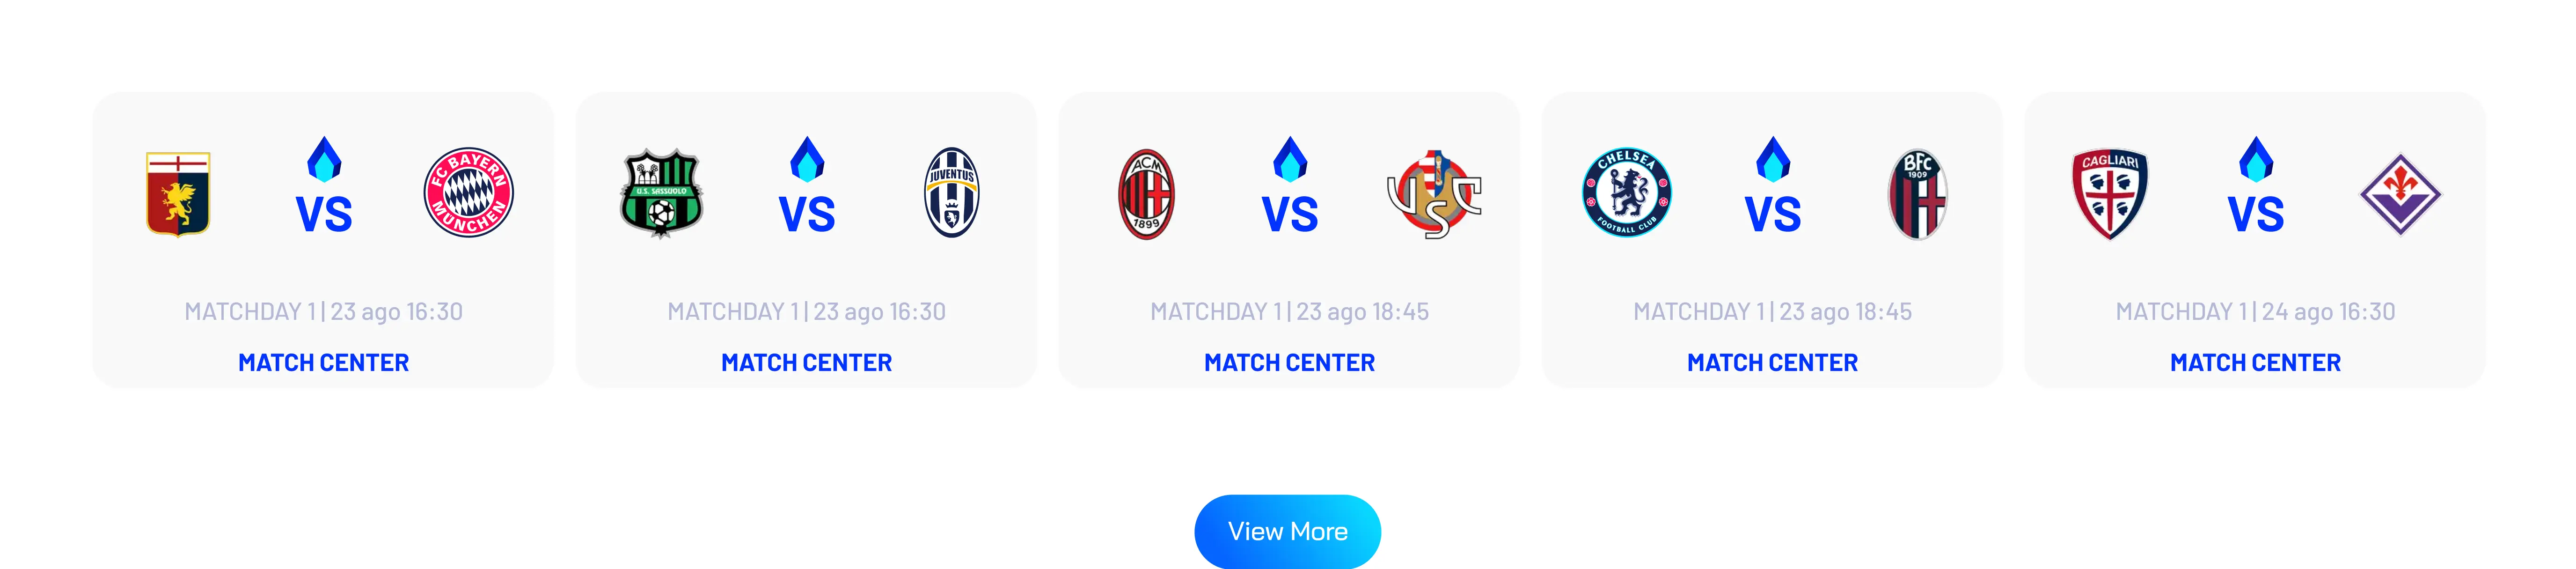 FC BAYERN
MÜNCHEN
VS
MATCHDAY 1 | 23 ago 16:30
MATCH CENTER
U.S. SASSUOLO
VS
JUVENTUS
MATCHDAY 1 | 23 ago 16:30
MATCH CENTER
ACM
1899
VS
USC
MATCHDAY 1 | 23 ago 18:45
MATCH CENTER
CHELSEA
FOOTBALL CLUB
VS
BFC
1909
MATCHDAY 1 | 23 ago 18:45
MATCH CENTER
CAGLIARI
VS
MATCHDAY 1 | 24 ago 16:30
MATCH CENTER
View More